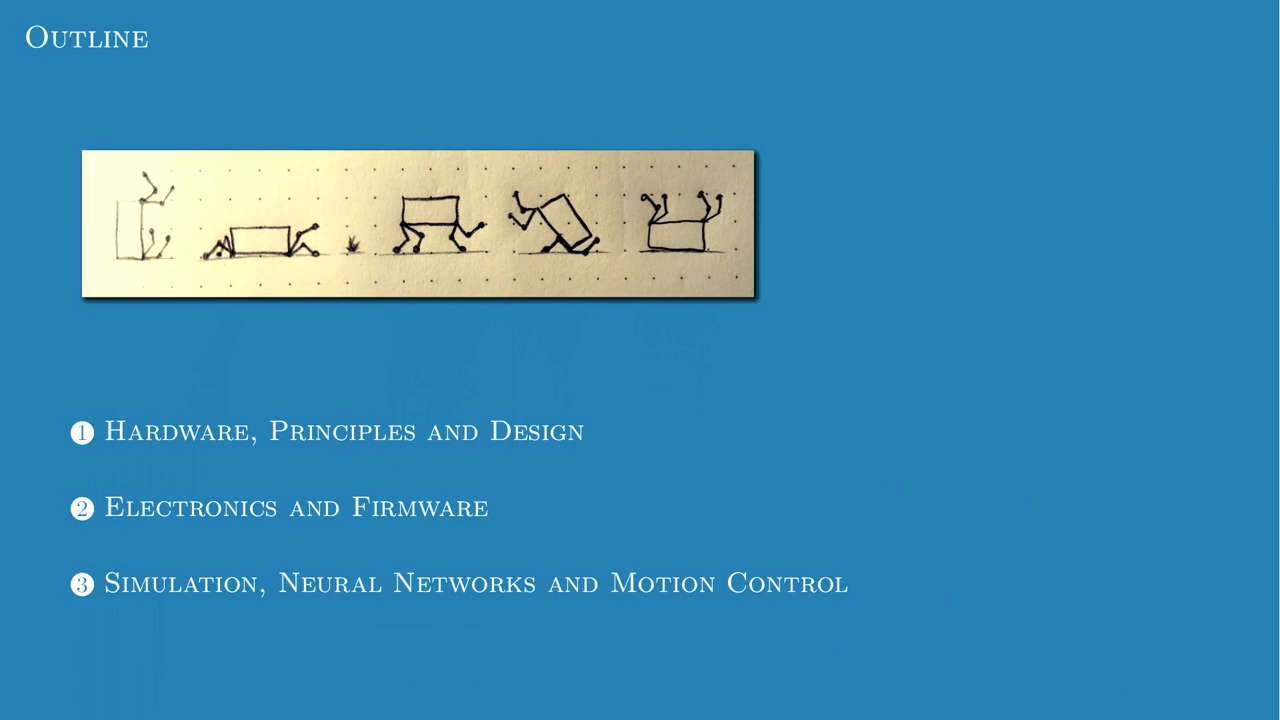 Outline
❶ Hardware, Principles and Design
❷ Electronics and Firmware
❸ Simulation, Neural Networks and Motion Control